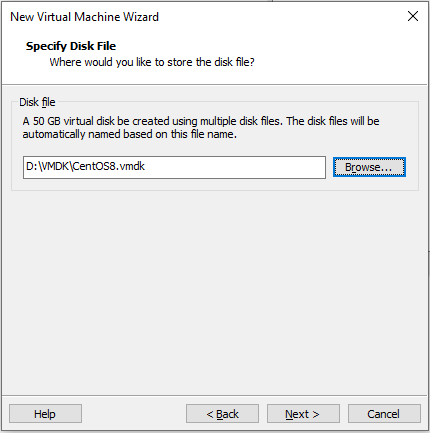 New Virtual Machine Wizard
Specify Disk File
Where would you like to store the disk file?
Disk file
A 50 GB virtual disk be created using multiple disk files. The disk files will be
automatically named based on this file name.
D:\VMDK\CentOS8.vmdk
Browse...
Help
< Back
Next >
Cancel